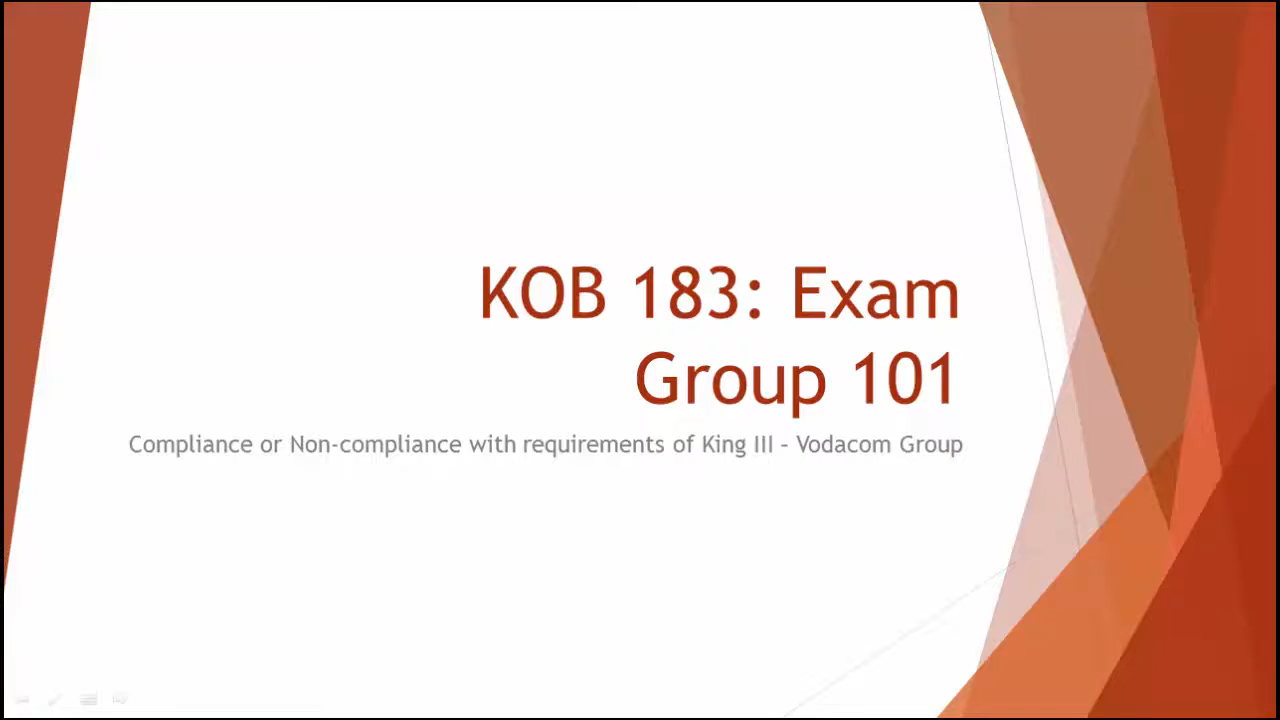 KOB 183: Exam
Group 101
Compliance or Non-compliance with requirements of King III – Vodacom Group